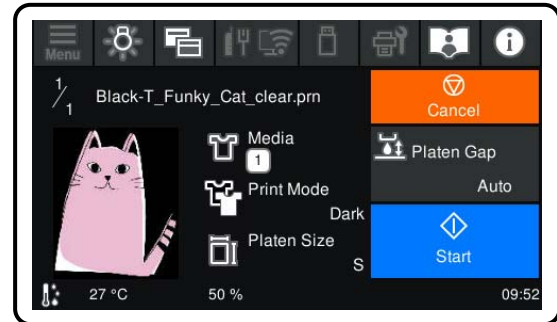 Menu
1/1
Black-T_Funky_Cat_clear.prn
Cancel
Media
1
Platen Gap
Auto
Print Mode
Dark
Platen Size
S
Start
27 °C
50 %
09:52